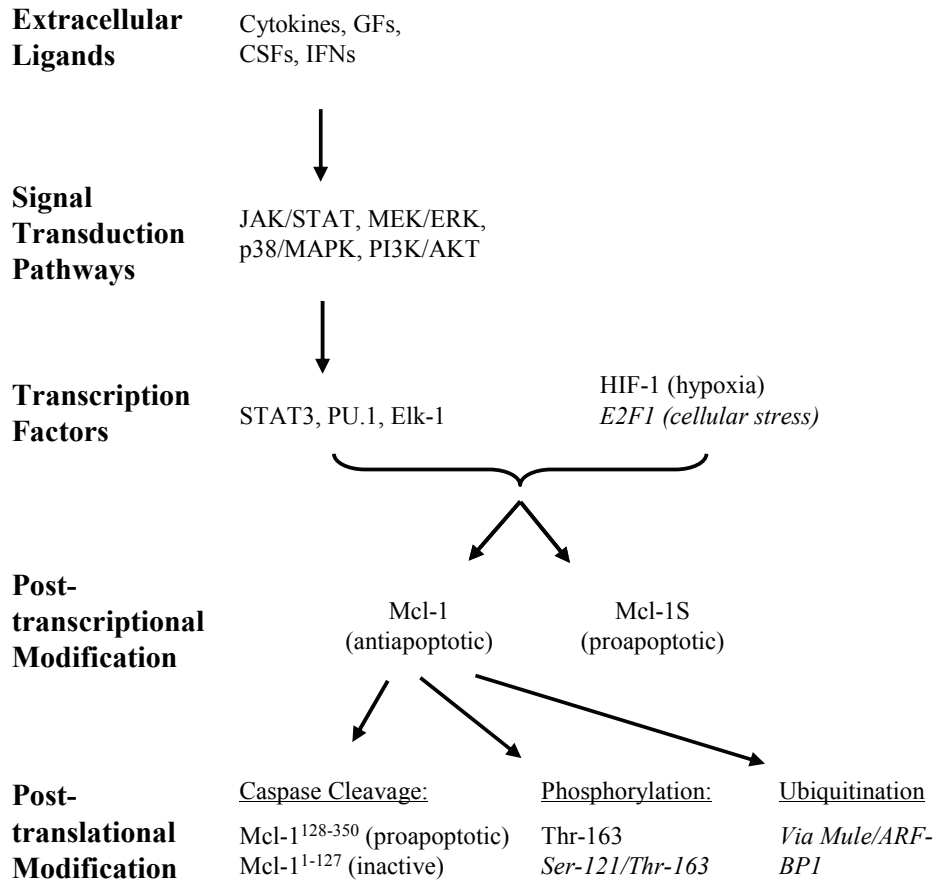 Extracellular
Ligands
Cytokines, GFs,
CSFs, IFNs
Signal
Transduction
Pathways
JAK/STAT, MEK/ERK,
p38/MAPK, PI3K/AKT
Transcription
Factors
STAT3, PU.1, Elk-1
HIF-1 (hypoxia)
E2F1 (cellular stress)
Post-
transcriptional
Modification
Mcl-1
(antiapoptotic)
Mcl-1S
(proapoptotic)
Post-
translational
Modification
Caspase Cleavage:
Mcl-1¹²⁸⁻³⁵⁰ (proapoptotic)
Mcl-1¹⁻¹²⁷ (inactive)
Phosphorylation:
Thr-163
Ser-121/Thr-163
Ubiquitination
Via Mule/ARF-
BP1